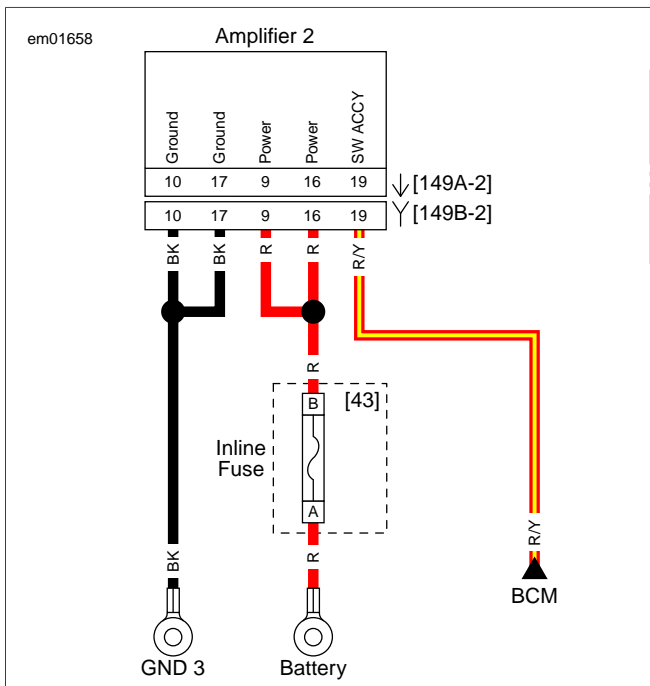 em01658
Amplifier 2
Ground Ground Power Power SW ACCY
10 17 9 16 19
[149A-2]
10 17 9 16 19
[149B-2]
BK BK R R R/Y
R
B [43]
Inline
Fuse
A
BK R R/Y
BCM
GND 3 Battery